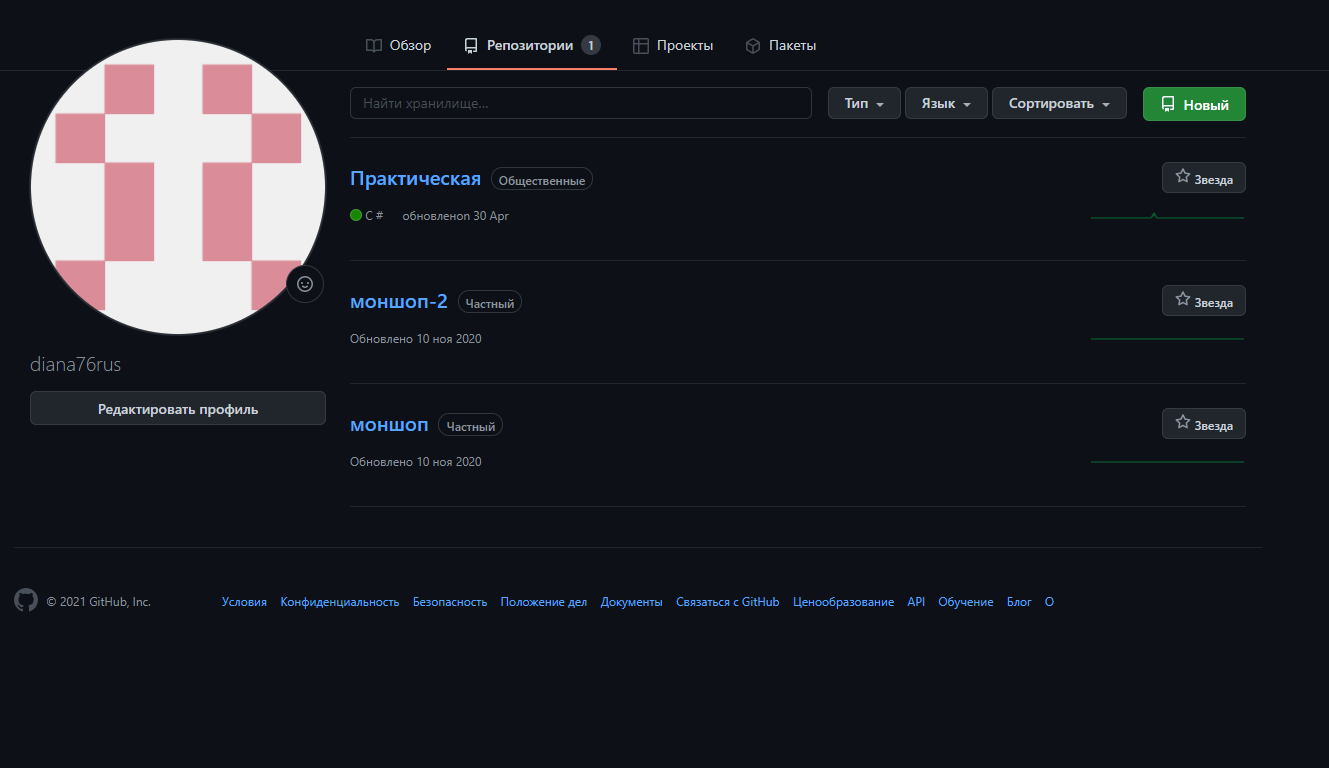 Обзор Репозитории 1 Проекты Пакеты
Найти хранилище... Тип Язык Сортировать Новый
Практическая Общественные Звезда
C # обновленоn 30 Apr
моншоп-2 Частный Звезда
Обновлено 10 ноя 2020
diana76rus
Редактировать профиль
моншоп Частный Звезда
Обновлено 10 ноя 2020
© 2021 GitHub, Inc. Условия Конфиденциальность Безопасность Положение дел Документы Связаться с GitHub Ценообразование API Обучение Блог О